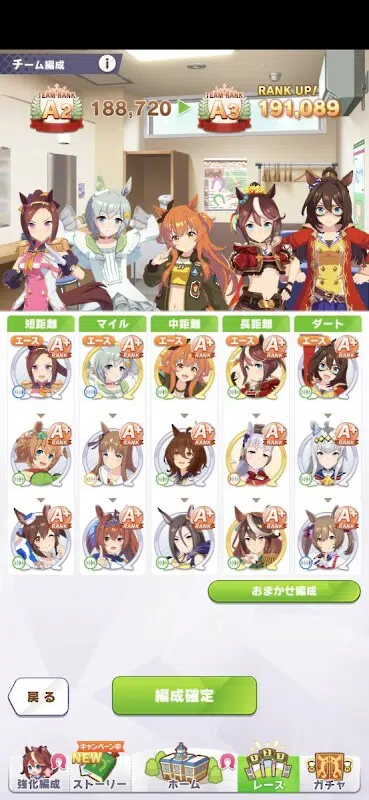 チーム編成 i
TEAM RANK
A2
188,720
TEAM RANK
A3
RANK UP!
191,089
短距離 マイル 中距離 長距離 ダート
エース A+ RANK エース A+ RANK エース A+ RANK エース A+ RANK エース A+ RANK
A+ RANK A+ RANK A+ RANK A+ RANK A+ RANK
A+ RANK A+ RANK A+ RANK A+ RANK A+ RANK
おまかせ編成
戻る
編成確定
キャンペーン中
NEW
強化編成 ストーリー ホーム レース ガチャ